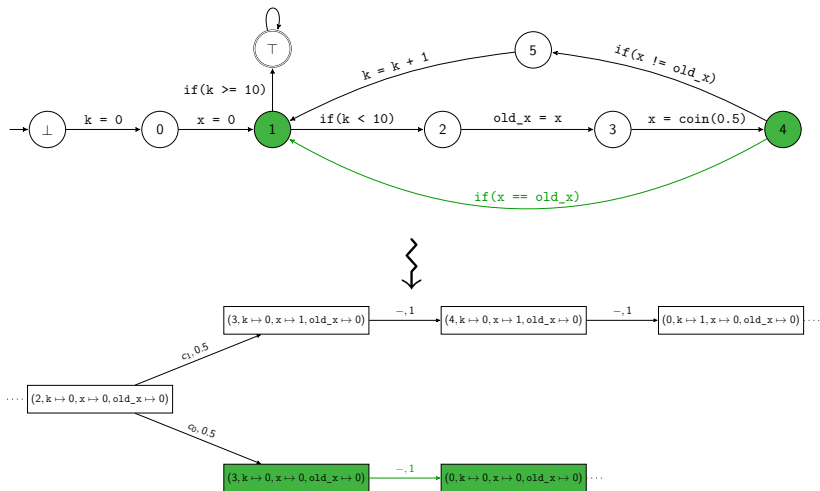 ⊤
5
if(k >= 10)
k = k + 1
if(x != old_x)
⊥
k = 0
0
x = 0
1
if(k < 10)
2
old_x = x
3
x = coin(0.5)
4
if(x == old_x)
(3, k ↦ 0, x ↦ 1, old_x ↦ 0)
−, 1
(4, k ↦ 0, x ↦ 1, old_x ↦ 0)
−, 1
(0, k ↦ 1, x ↦ 0, old_x ↦ 0)
c₁, 0.5
(2, k ↦ 0, x ↦ 0, old_x ↦ 0)
c₀, 0.5
(3, k ↦ 0, x ↦ 0, old_x ↦ 0)
−, 1
(0, k ↦ 0, x ↦ 0, old_x ↦ 0)